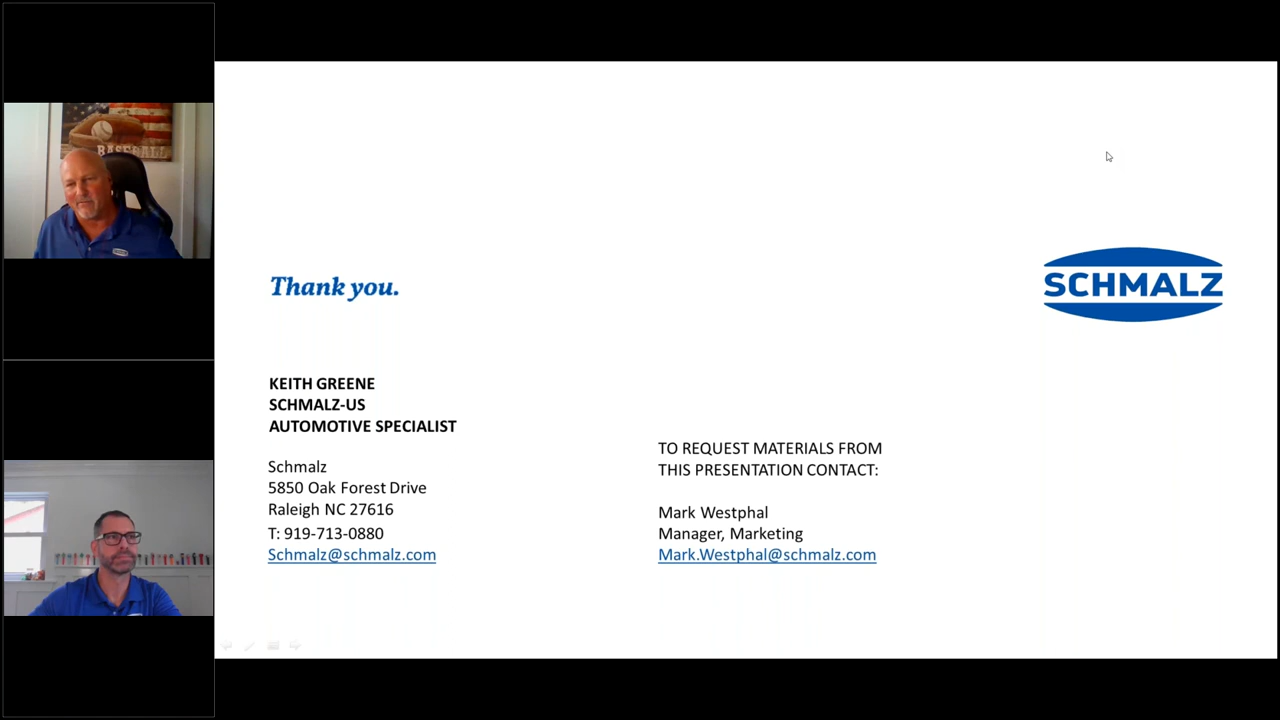 BASEBALL
Thank you.
SCHMALZ
KEITH GREENE
SCHMALZ-US
AUTOMOTIVE SPECIALIST
Schmalz
5850 Oak Forest Drive
Raleigh NC 27616
T: 919-713-0880
Schmalz@schmalz.com
TO REQUEST MATERIALS FROM
THIS PRESENTATION CONTACT:
Mark Westphal
Manager, Marketing
Mark.Westphal@schmalz.com